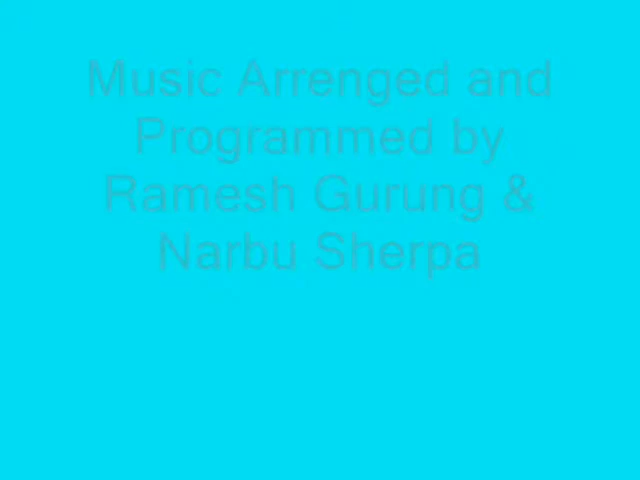 Music Arrenged and
Programmed by
Ramesh Gurung &
Narbu Sherpa